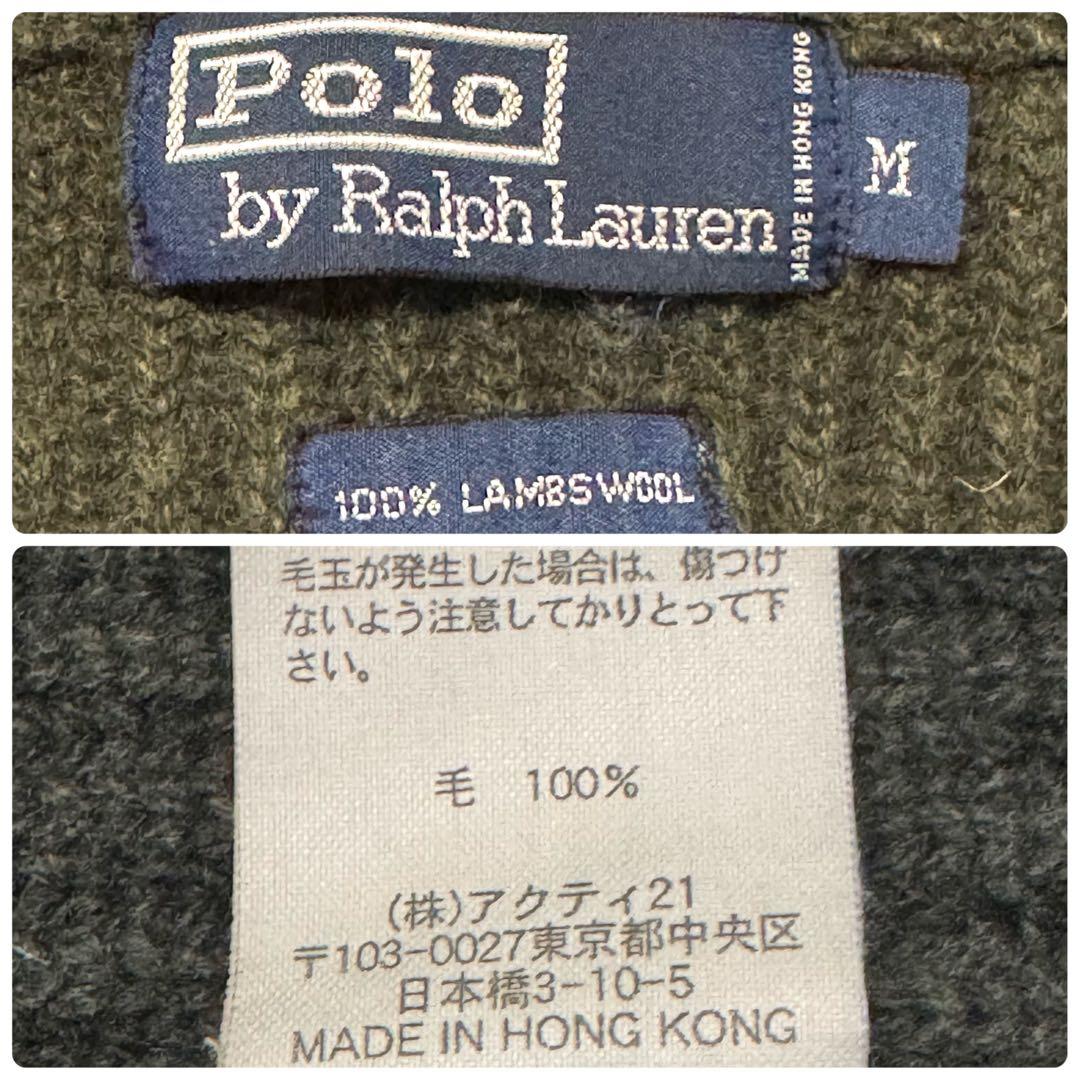 Polo
by Ralph Lauren
MADE IN HONG KONG
M
100% LAMBSWOOL
毛玉が発生した場合は、傷つけ
ないよう注意してかりとって下
さい。
毛 100%
(株)アクティ21
〒103-0027東京都中央区
日本橋3-10-5
MADE IN HONG KONG